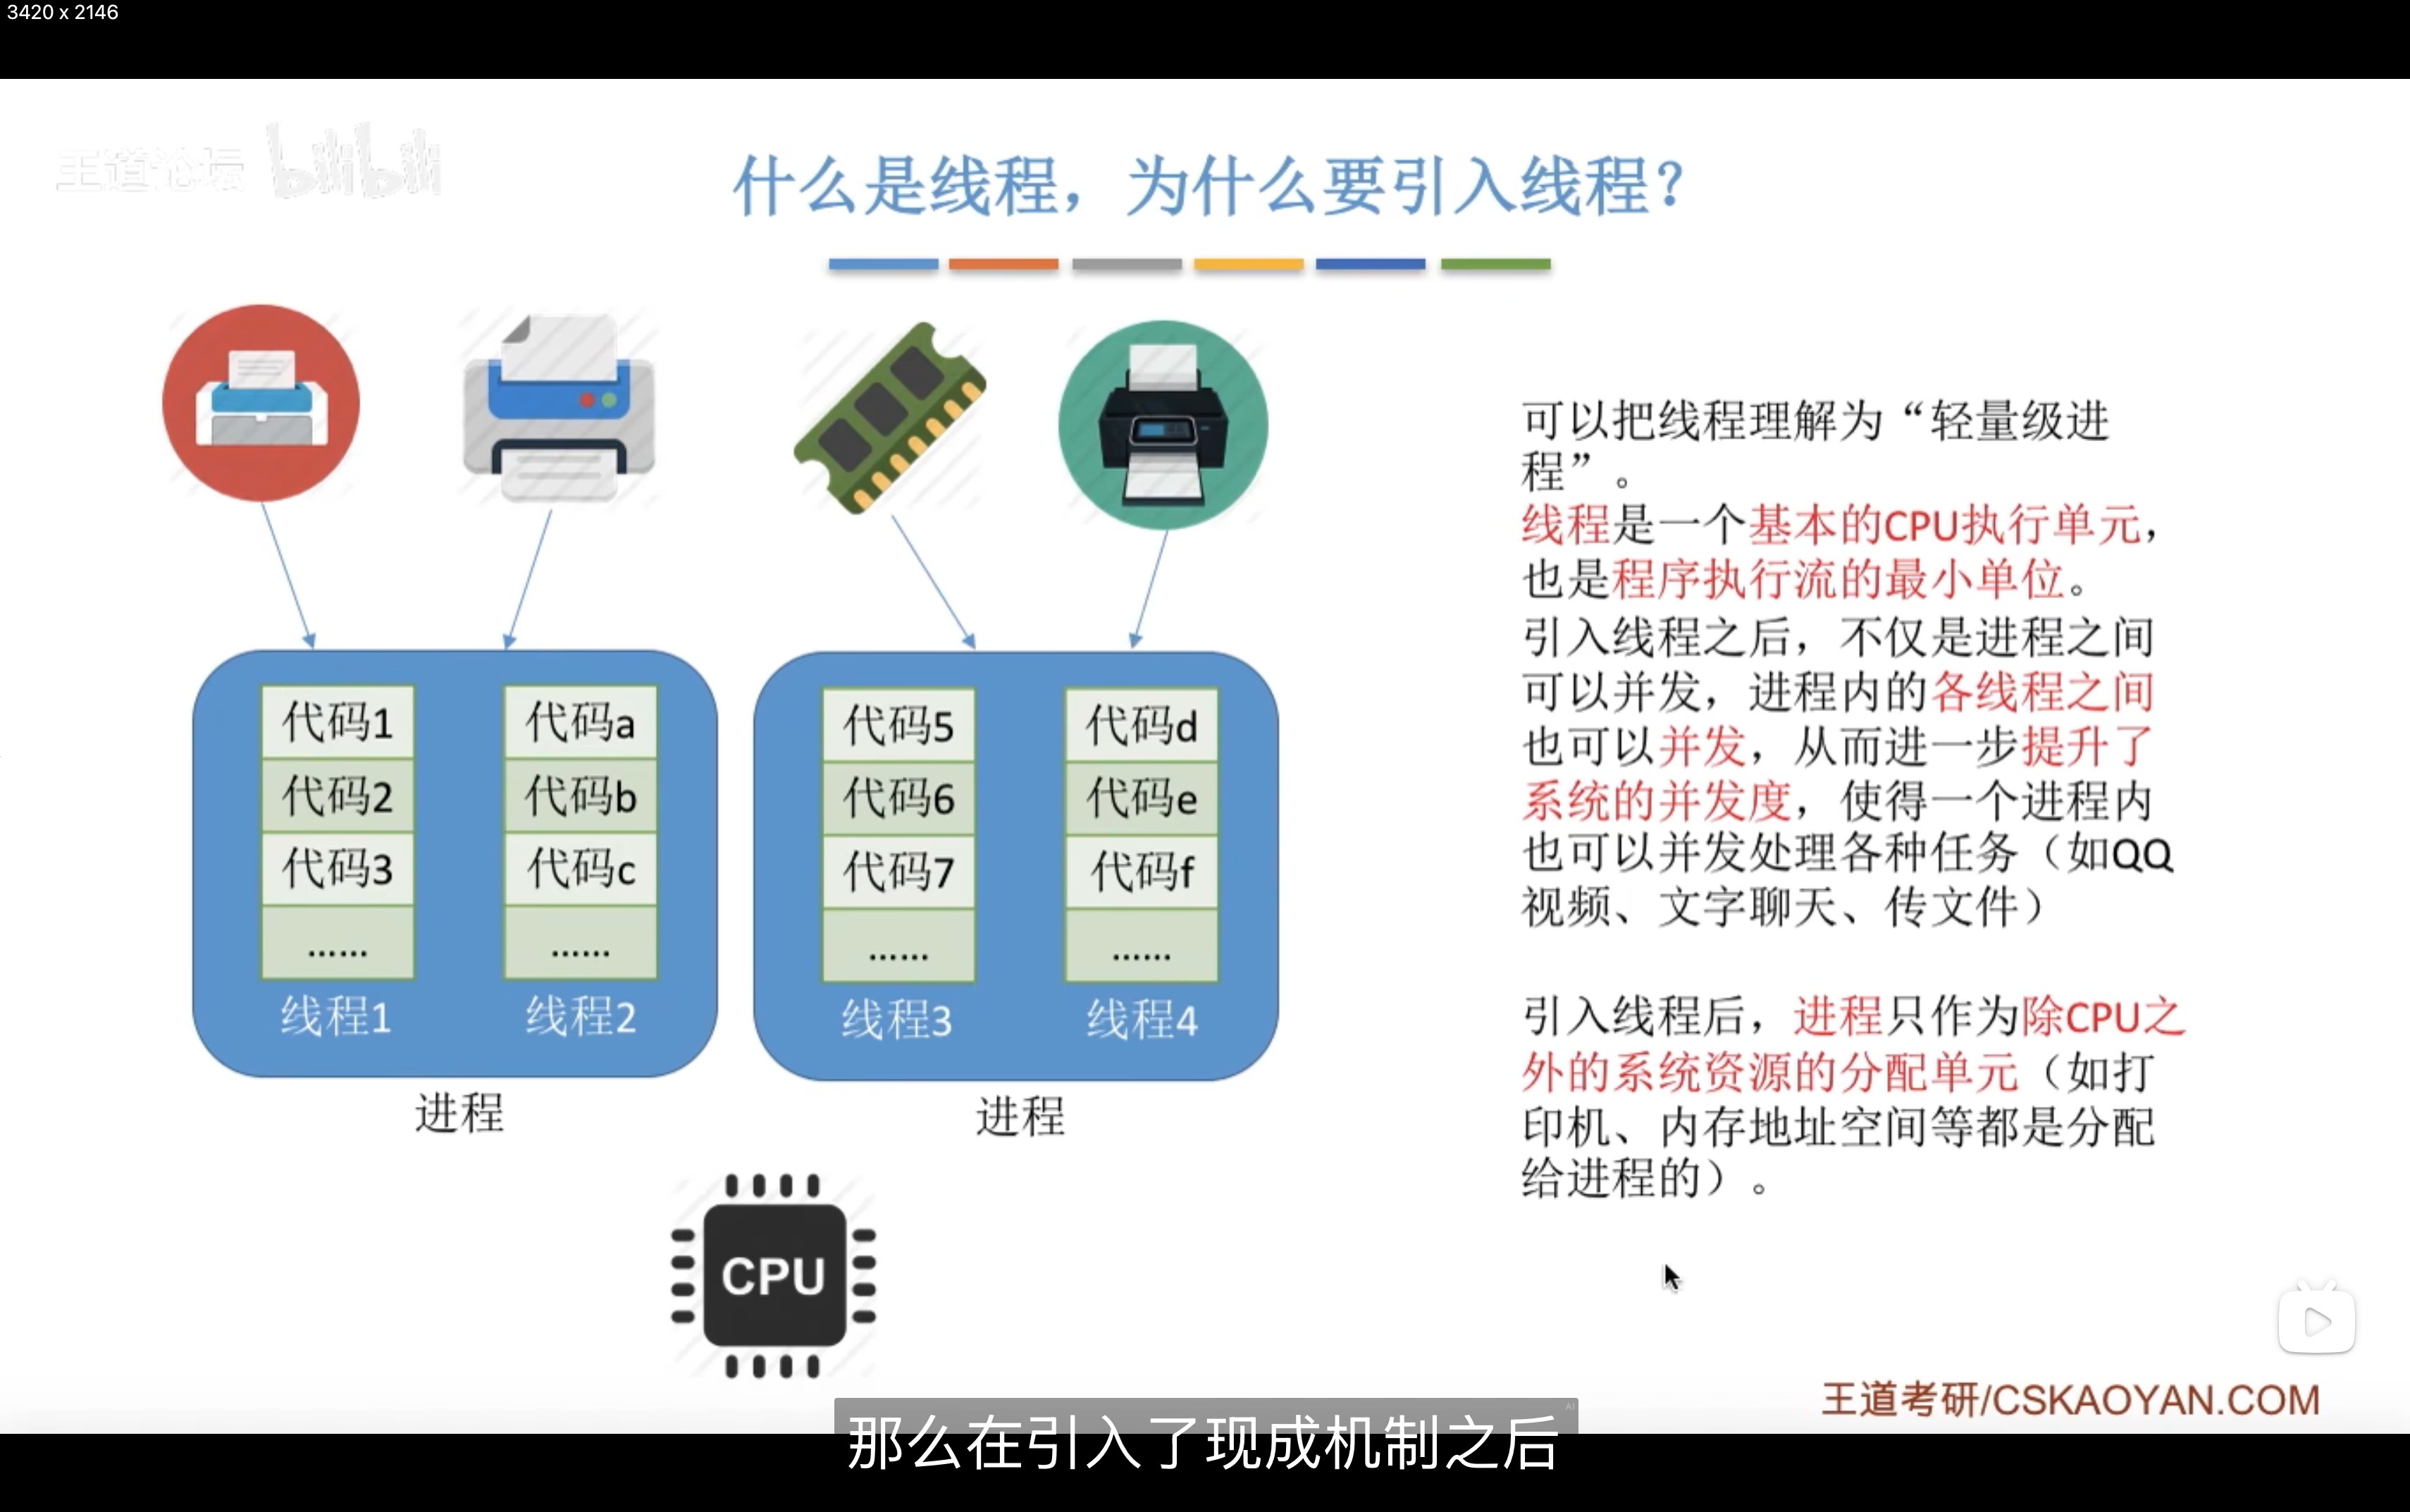 3420 x 2146
王道论坛 bilibili
什么是线程，为什么要引入线程？
可以把线程理解为“轻量级进
程”。
线程是一个基本的CPU执行单元，
也是程序执行流的最小单位。
引入线程之后，不仅是进程之间
可以并发，进程内的各线程之间
也可以并发，从而进一步提升了
系统的并发度，使得一个进程内
也可以并发处理各种任务（如QQ
视频、文字聊天、传文件）
引入线程后，进程只作为除CPU之
外的系统资源的分配单元（如打
印机、内存地址空间等都是分配
给进程的）。
代码1
代码2
代码3
……
线程1
代码a
代码b
代码c
……
线程2
进程
代码5
代码6
代码7
……
线程3
代码d
代码e
代码f
……
线程4
进程
CPU
王道考研/CSKAOYAN.COM
AI
那么在引入了现成机制之后